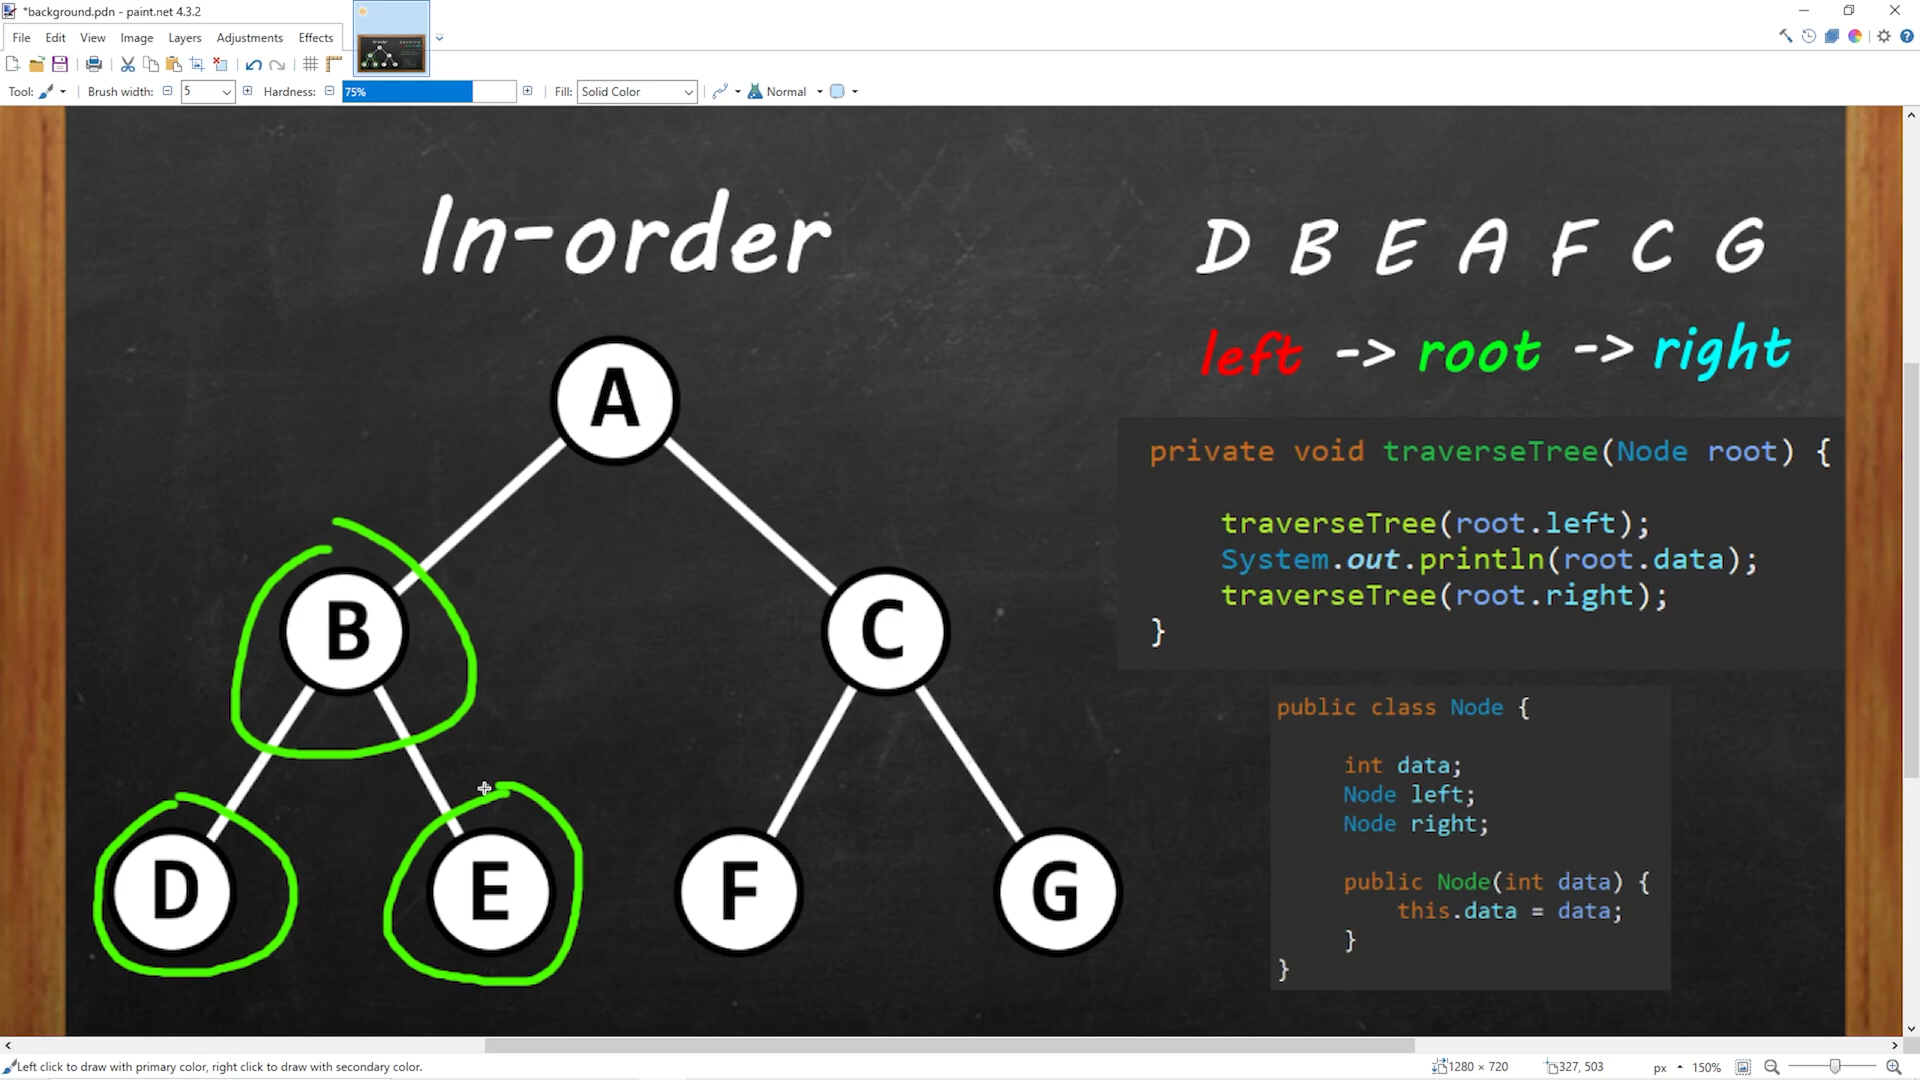 *background.pdn - paint.net 4.3.2
File Edit View Image Layers Adjustments Effects
Tool: Brush width: 5 Hardness: 75% Fill: Solid Color Normal
In-order
D B E A F C G
left -> root -> right
A
B
C
D
E
F
G
private void traverseTree(Node root) {
traverseTree(root.left);
System.out.println(root.data);
traverseTree(root.right);
}
public class Node {
int data;
Node left;
Node right;
public Node(int data) {
this.data = data;
}
}
Left click to draw with primary color, right click to draw with secondary color. 1280 × 720 327, 503 px 150%